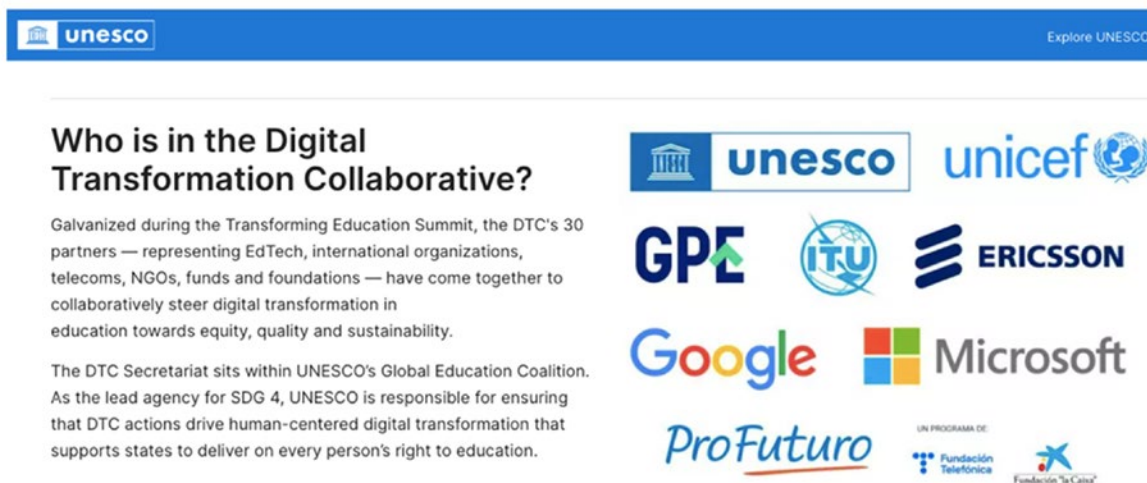 unesco
Explore UNESCO
Who is in the Digital
Transformation Collaborative?
Galvanized during the Transforming Education Summit, the DTC's 30
partners — representing EdTech, international organizations,
telecoms, NGOs, funds and foundations — have come together to
collaboratively steer digital transformation in
education towards equity, quality and sustainability.
The DTC Secretariat sits within UNESCO's Global Education Coalition.
As the lead agency for SDG 4, UNESCO is responsible for ensuring
that DTC actions drive human-centered digital transformation that
supports states to deliver on every person's right to education.
unesco
unicef
GPE
ITU
ERICSSON
Google
Microsoft
ProFuturo
UN PROGRAMA DE:
Fundación
Telefónica
Fundación "la Caixa"